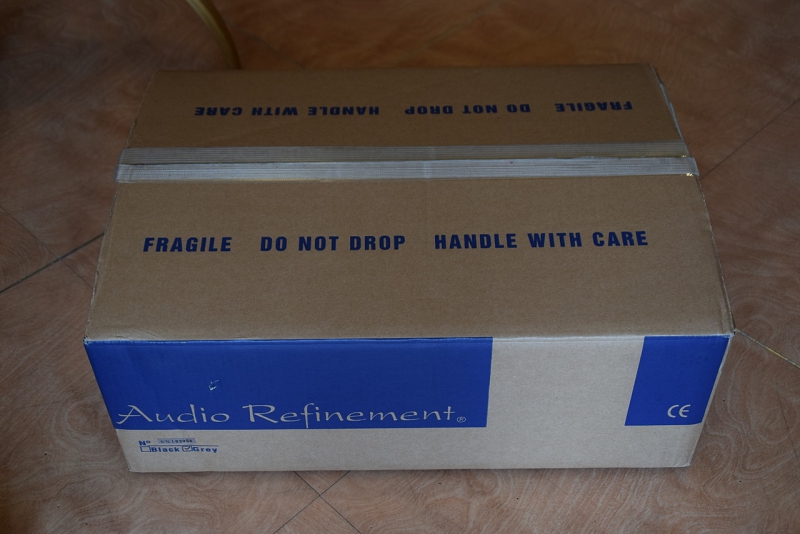 FRAGILE DO NOT DROP HANDLE WITH CARE
FRAGILE DO NOT DROP HANDLE WITH CARE
Audio Refinement®
CE
Nº
Black Grey